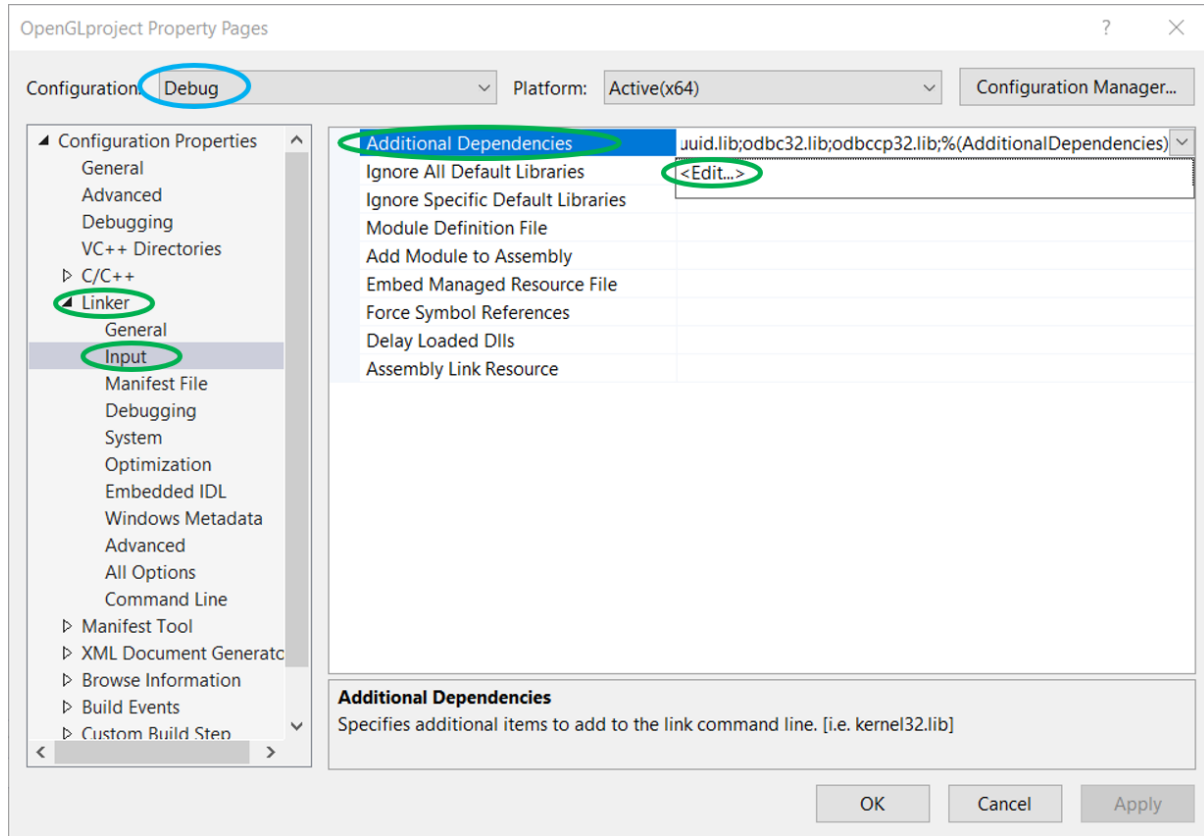 OpenGLproject Property Pages ?
Configuration: Debug Platform: Active(x64) Configuration Manager...
Configuration Properties
General
Advanced
Debugging
VC++ Directories
C/C++
Linker
General
Input
Manifest File
Debugging
System
Optimization
Embedded IDL
Windows Metadata
Advanced
All Options
Command Line
Manifest Tool
XML Document Generato
Browse Information
Build Events
Custom Build Step
Additional Dependencies uuid.lib;odbc32.lib;odbccp32.lib;%(AdditionalDependencies)
Ignore All Default Libraries <Edit...>
Ignore Specific Default Libraries
Module Definition File
Add Module to Assembly
Embed Managed Resource File
Force Symbol References
Delay Loaded Dlls
Assembly Link Resource
Additional Dependencies
Specifies additional items to add to the link command line. [i.e. kernel32.lib]
OK Cancel Apply